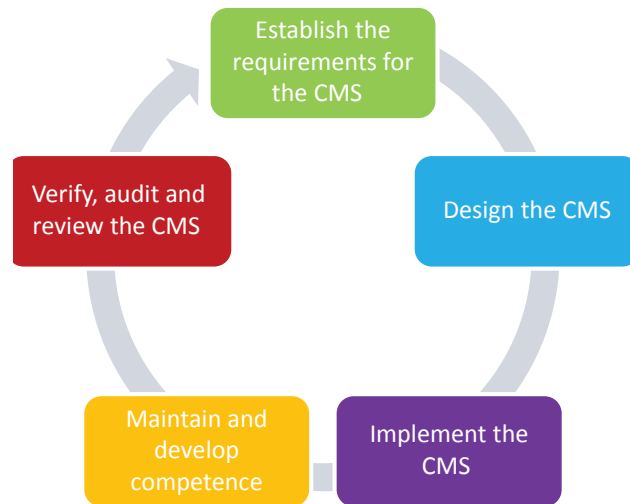 Establish the
requirements for
the CMS
Design the CMS
Implement the
CMS
Maintain and
develop
competence
Verify, audit and
review the CMS